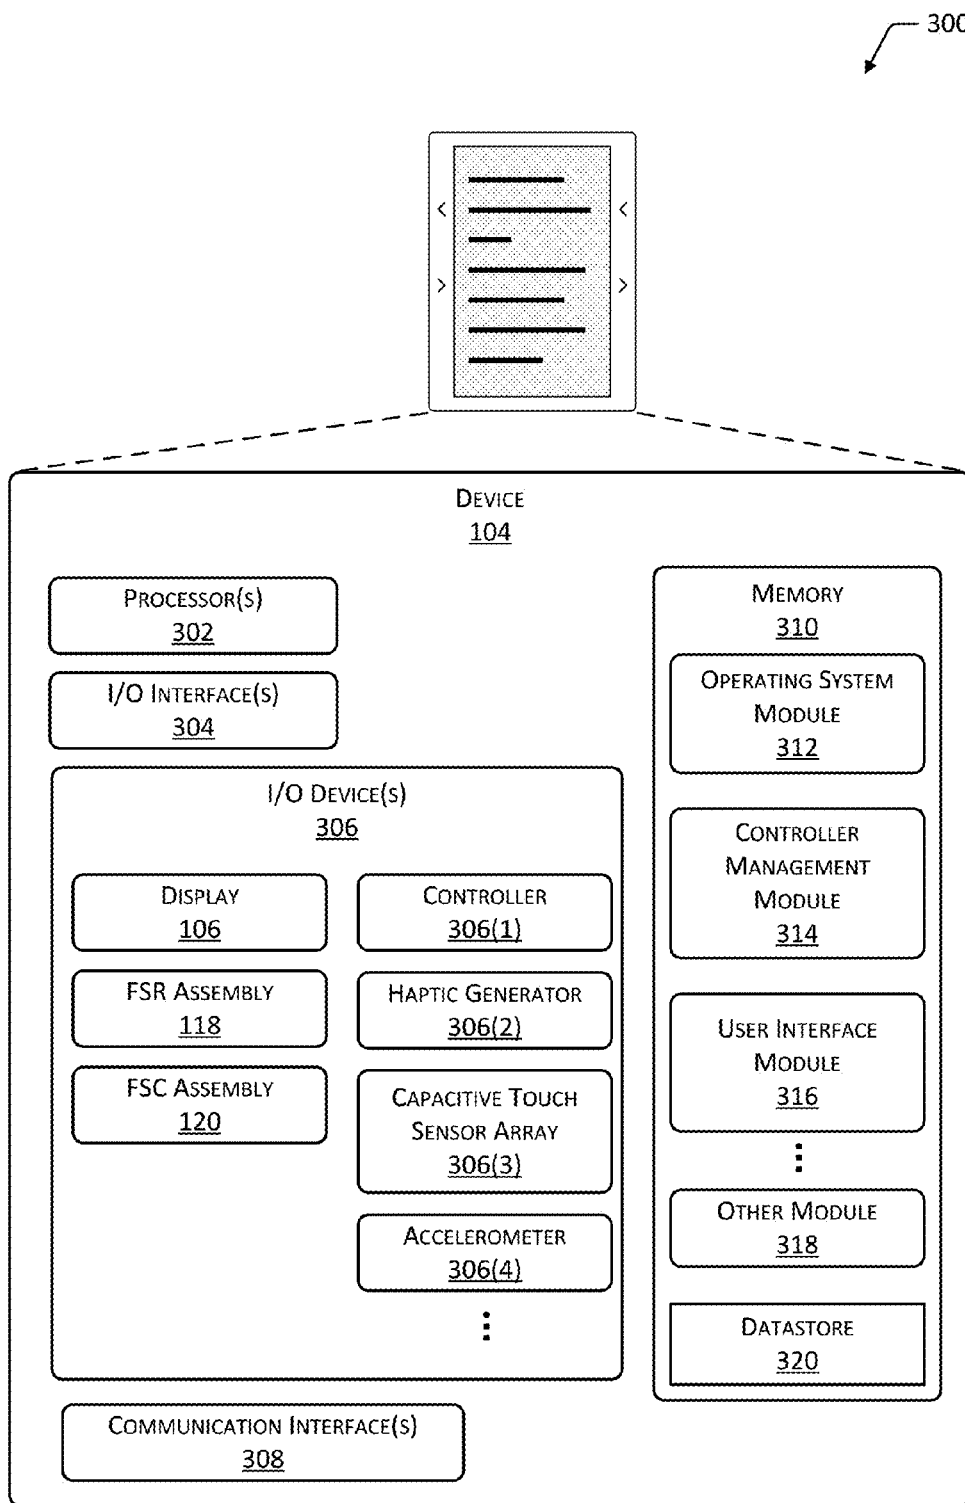 300
<
<
>
>
DEVICE
104
PROCESSOR(S)
302
I/O INTERFACE(S)
304
I/O DEVICE(S)
306
DISPLAY
106
FSR ASSEMBLY
118
FSC ASSEMBLY
120
CONTROLLER
306(1)
HAPTIC GENERATOR
306(2)
CAPACITIVE TOUCH
SENSOR ARRAY
306(3)
ACCELEROMETER
306(4)
COMMUNICATION INTERFACE(S)
308
MEMORY
310
OPERATING SYSTEM
MODULE
312
CONTROLLER
MANAGEMENT
MODULE
314
USER INTERFACE
MODULE
316
OTHER MODULE
318
DATASTORE
320